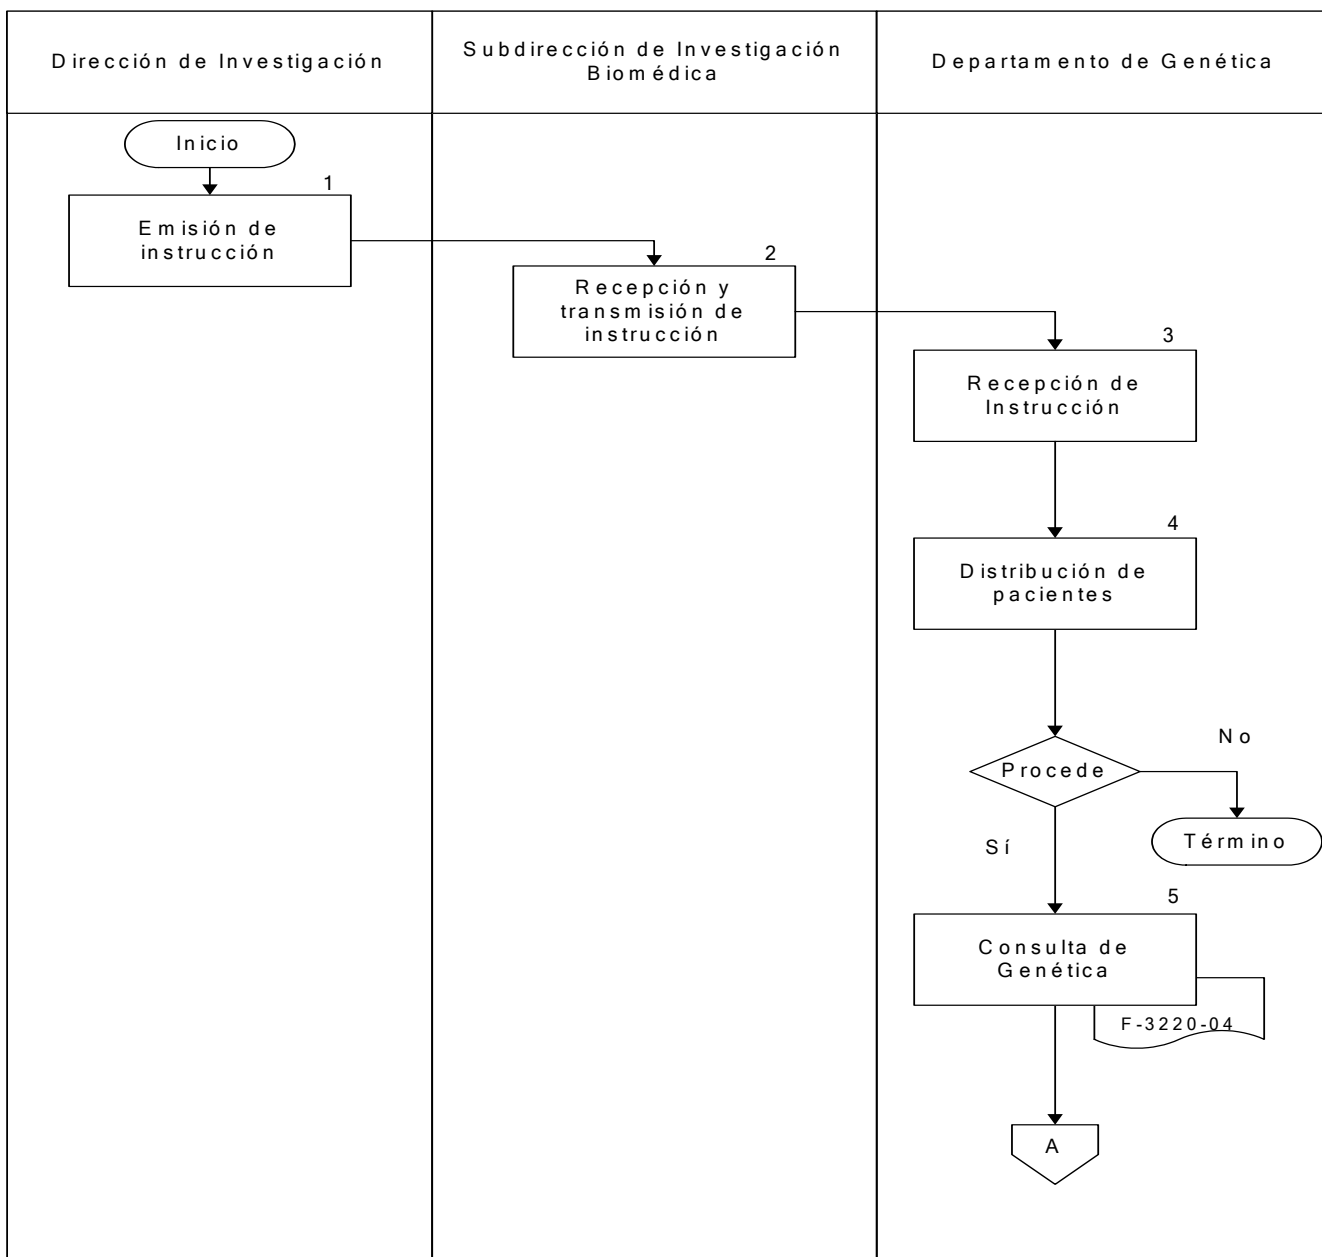 Dirección de Investigación
Subdirección de Investigación
Biomédica
Departamento de Genética
Inicio
1
Emisión de
instrucción
2
Recepción y
transmisión de
instrucción
3
Recepción de
Instrucción
4
Distribución de
pacientes
Procede
No
Término
Sí
5
Consulta de
Genética
F-3220-04
A